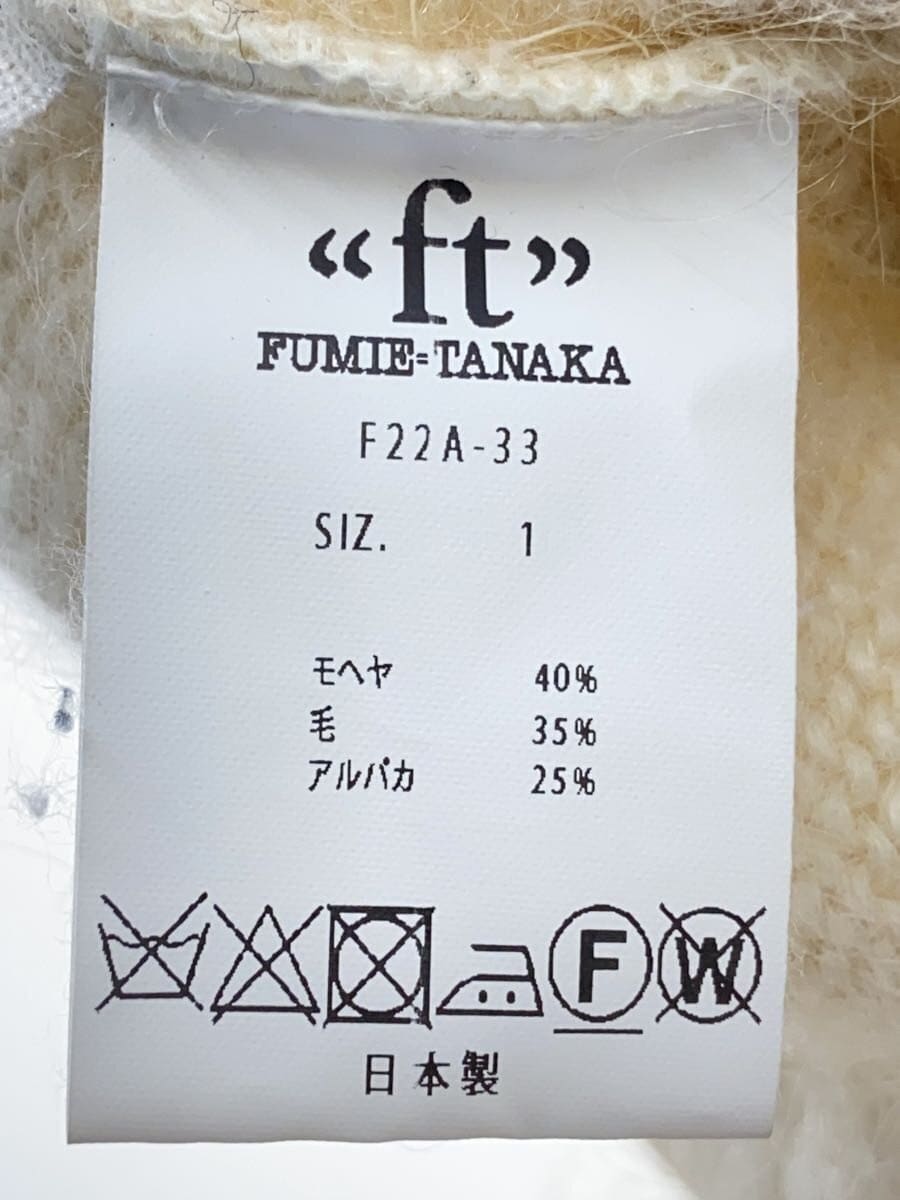 “ft”
FUMIE=TANAKA
F22A-33
SIZ. 1
モヘヤ 40%
毛 35%
アルパカ 25%
F W
日本製